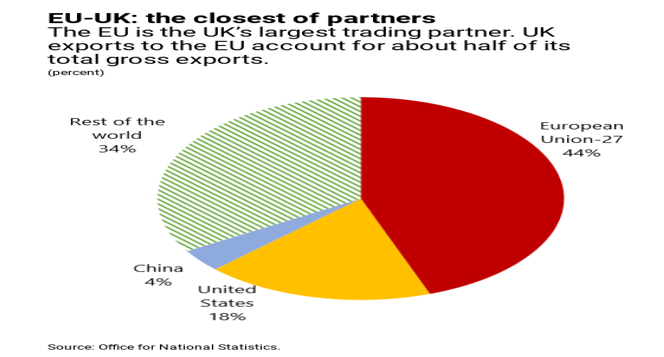 EU-UK: the closest of partners
The EU is the UK’s largest trading partner. UK
exports to the EU account for about half of its
total gross exports.
(percent)
Rest of the
world
34%
European
Union-27
44%
China
4%
United
States
18%
Source: Office for National Statistics.